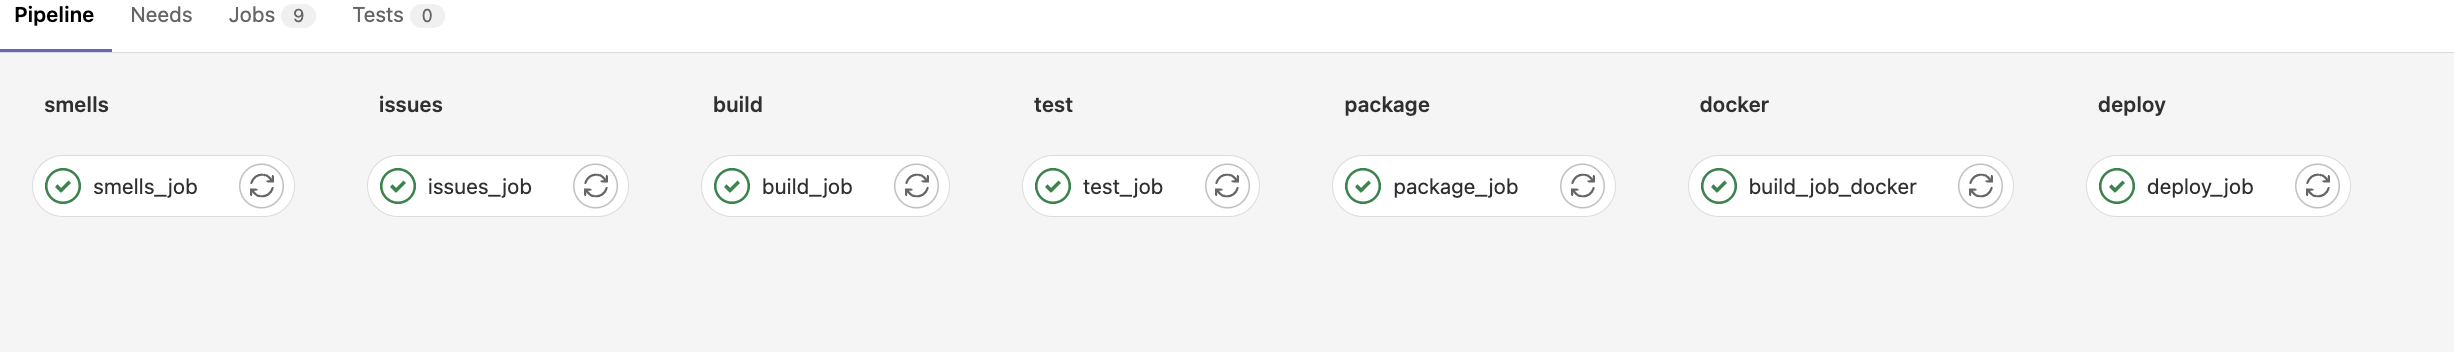 Pipeline Needs Jobs 9 Tests 0
smells issues build test package docker deploy
smells_job issues_job build_job test_job package_job build_job_docker deploy_job